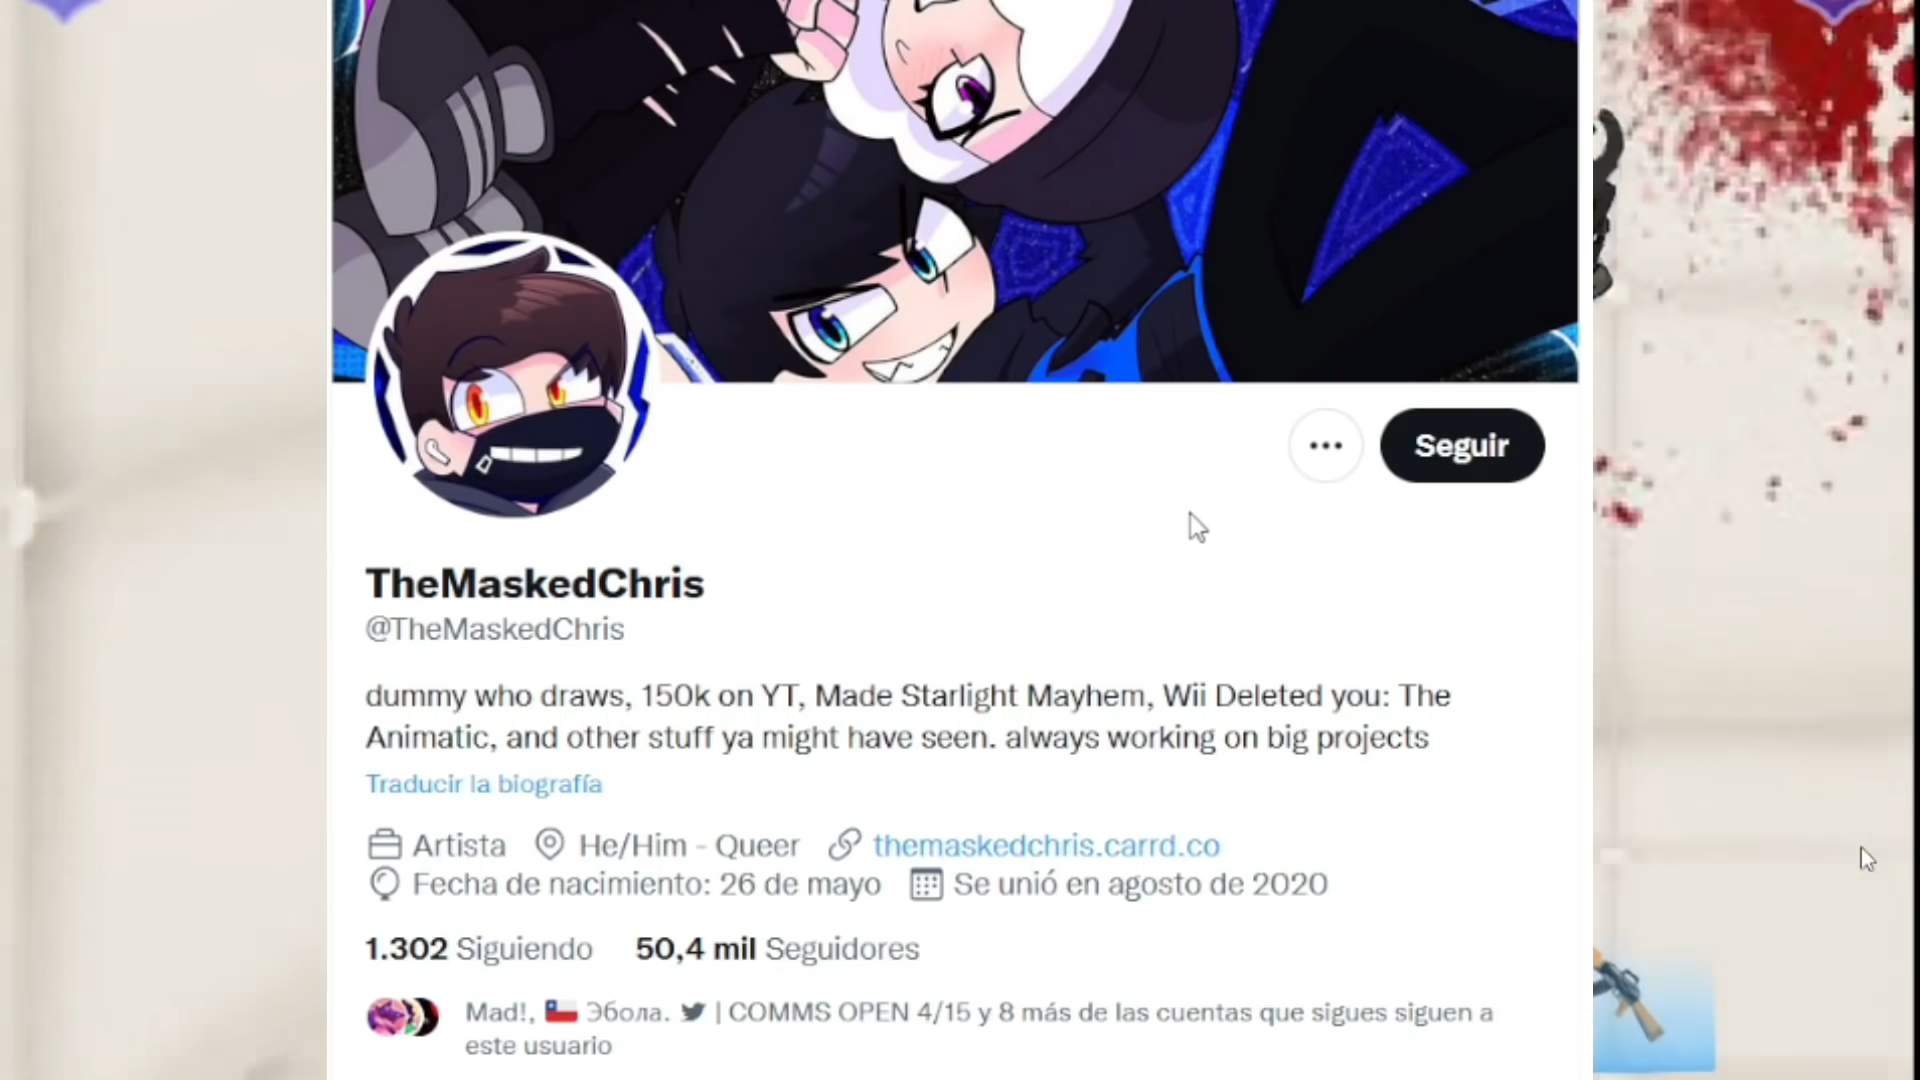 Seguir
TheMaskedChris
@TheMaskedChris
dummy who draws, 150k on YT, Made Starlight Mayhem, Wii Deleted you: The
Animatic, and other stuff ya might have seen. always working on big projects
Traducir la biografía
Artista He/Him - Queer themaskedchris.carrd.co
Fecha de nacimiento: 26 de mayo Se unió en agosto de 2020
1.302 Siguiendo 50,4 mil Seguidores
Mad!, 🇨🇱 Эбола. | COMMS OPEN 4/15 y 8 más de las cuentas que sigues siguen a
este usuario